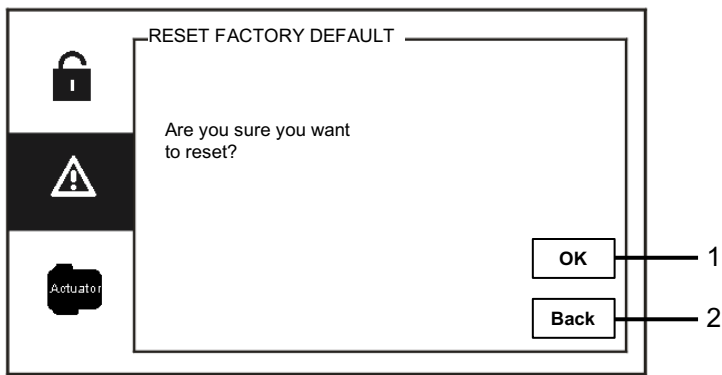 RESET FACTORY DEFAULT
Are you sure you want
to reset?
Actuator
OK
1
Back
2